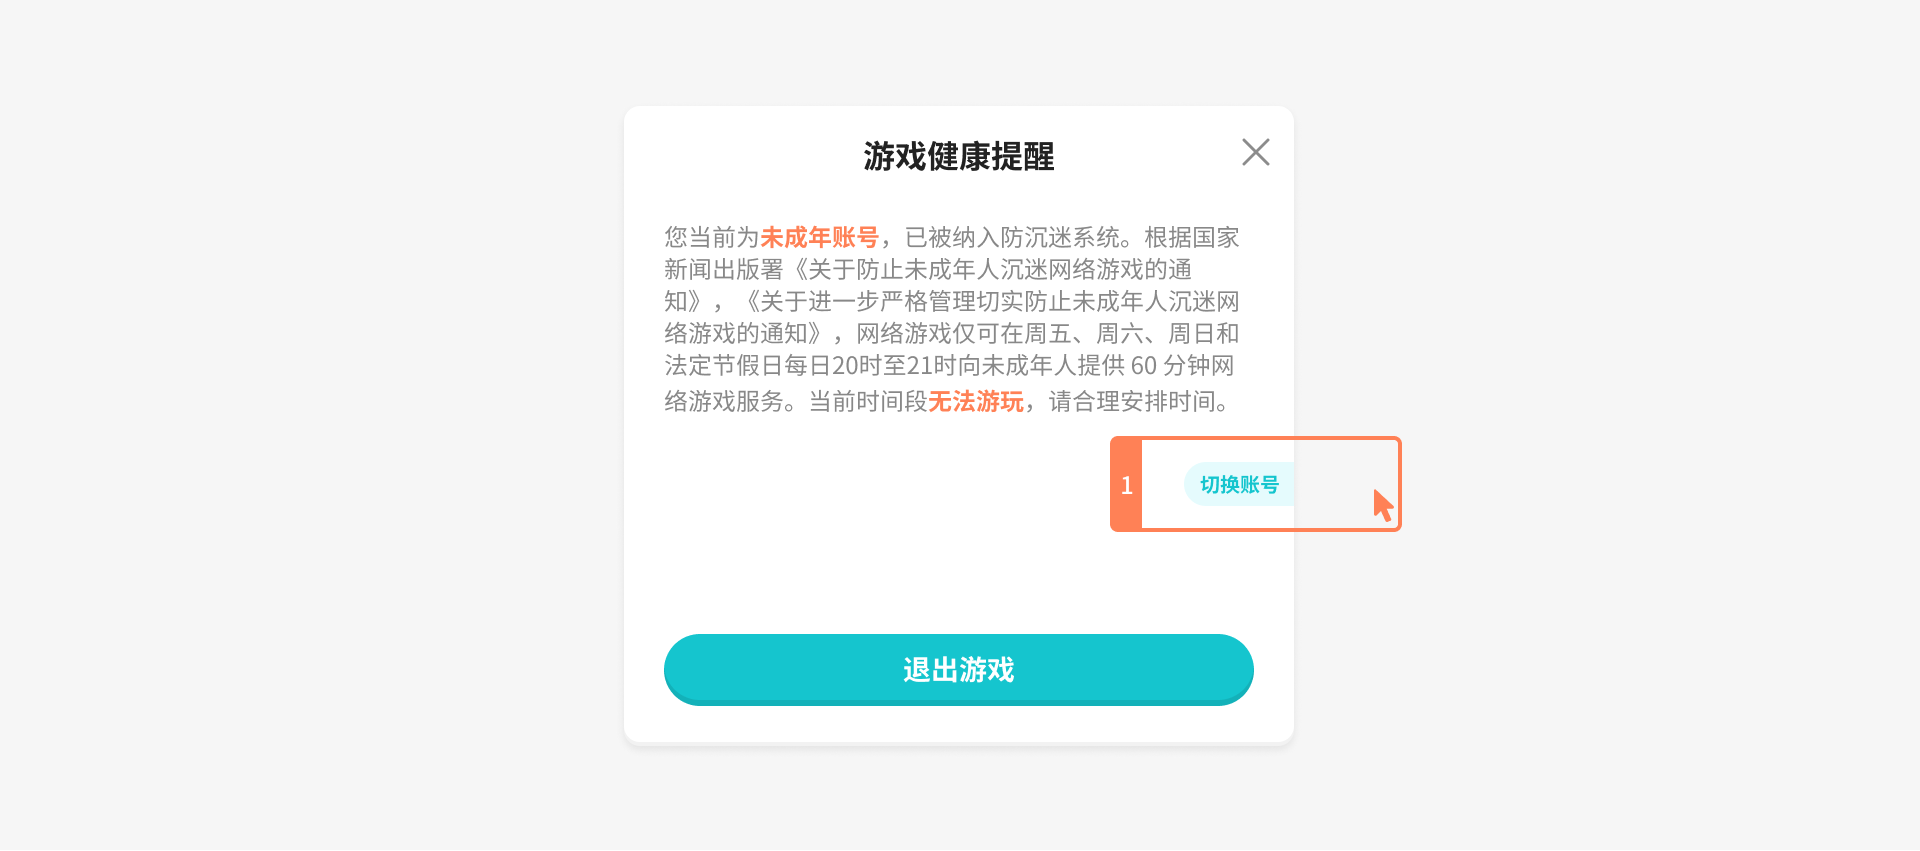 游戏健康提醒
您当前为未成年账号，已被纳入防沉迷系统。根据国家
新闻出版署《关于防止未成年人沉迷网络游戏的通
知》，《关于进一步严格管理切实防止未成年人沉迷网
络游戏的通知》，网络游戏仅可在周五、周六、周日和
法定节假日每日20时至21时向未成年人提供 60 分钟网
络游戏服务。当前时间段无法游玩，请合理安排时间。
1
切换账号
退出游戏